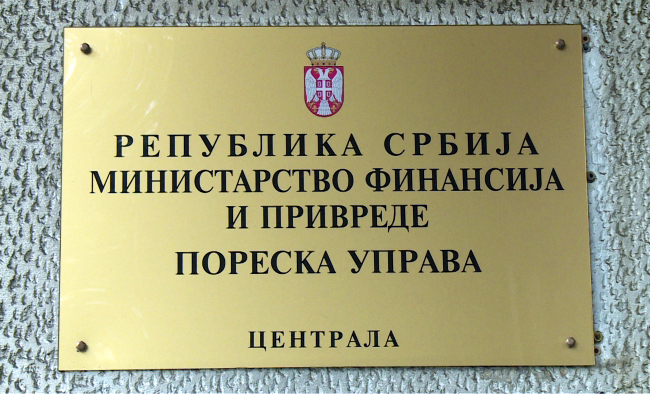 РЕПУБЛИКА СРБИЈА
МИНИСТАРСТВО ФИНАНСИЈА
И ПРИВРЕДЕ
ПОРЕСКА УПРАВА
ЦЕНТРАЛА